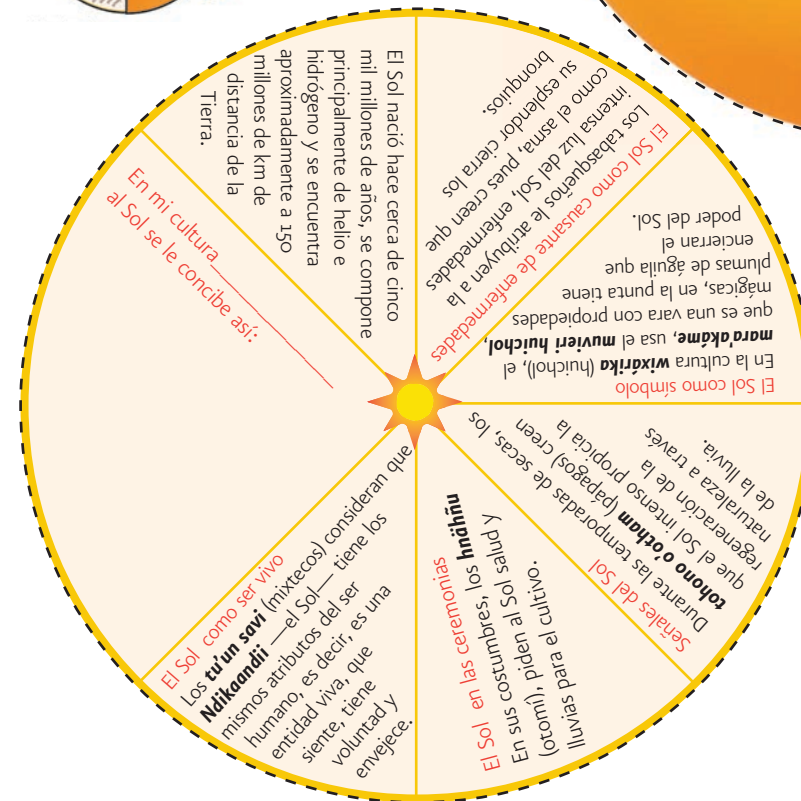 El Sol nació hace cerca de cinco
mil millones de años, se compone
principalmente de helio e
hidrógeno y se encuentra
aproximadamente a 150
millones de km de
distancia de la
Tierra.
El Sol como causante de enfermedades
Los tabasqueños le atribuyen a la
intensa luz del Sol, enfermedades
como el asma, pues creen que
su esplendor cierra los
bronquios.
El Sol como símbolo
En la cultura wixárika (huichol), el
mara'akáme, usa el muvieri huichol,
que es una vara con propiedades
mágicas, en la punta tiene
plumas de águila que
encierran el
poder del Sol.
Señales del Sol
Durante las temporadas de secas, los
tohono o'otham (pápagos) creen
que el Sol intenso propicia la
regeneración de la
naturaleza a través
de la lluvia.
El Sol en las ceremonias
En sus costumbres, los hnähñu
(otomí), piden al Sol salud y
lluvias para el cultivo.
El Sol como ser vivo
Los tu'un savi (mixtecos) consideran que
Ndikaandii —el Sol— tiene los
mismos atributos del ser
humano, es decir, es una
entidad viva, que
siente, tiene
voluntad y
envejece.
En mi cultura
al Sol se le concibe así: